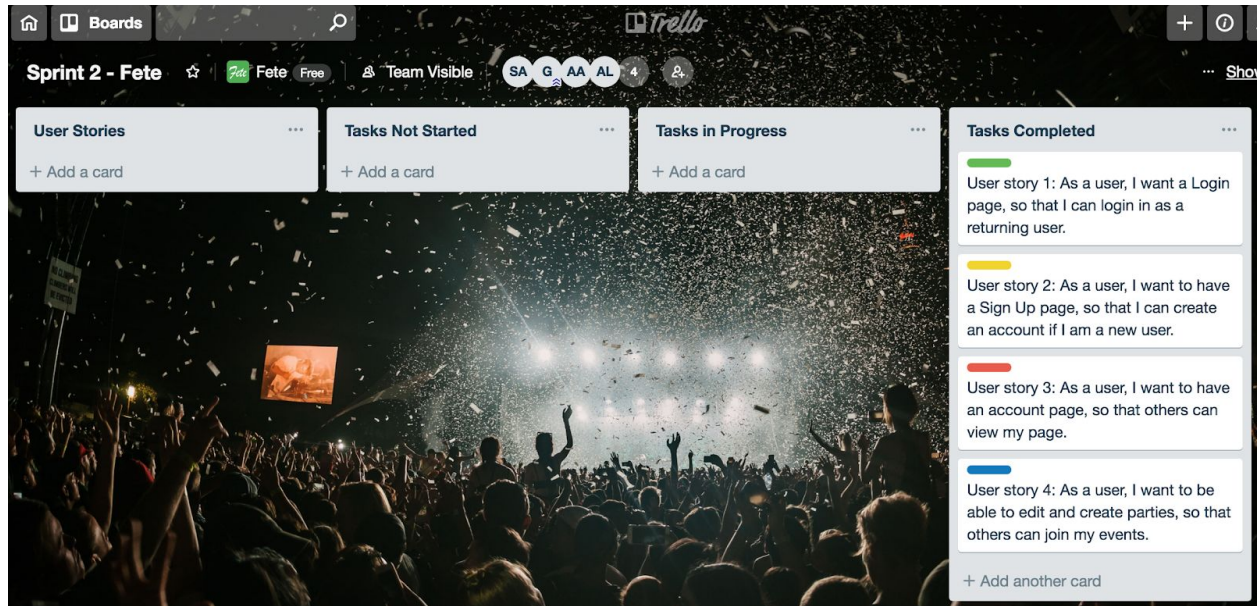 Boards
Trello
Sprint 2 - Fete
Fete
Fete
Free
Team Visible
SA
G
AA
AL
4
...
User Stories
...
+ Add a card
Tasks Not Started
...
+ Add a card
Tasks in Progress
...
+ Add a card
Tasks Completed
...
User story 1: As a user, I want a Login
page, so that I can login in as a
returning user.
User story 2: As a user, I want to have
a Sign Up page, so that I can create
an account if I am a new user.
User story 3: As a user, I want to have
an account page, so that others can
view my page.
User story 4: As a user, I want to be
able to edit and create parties, so that
others can join my events.
+ Add another card